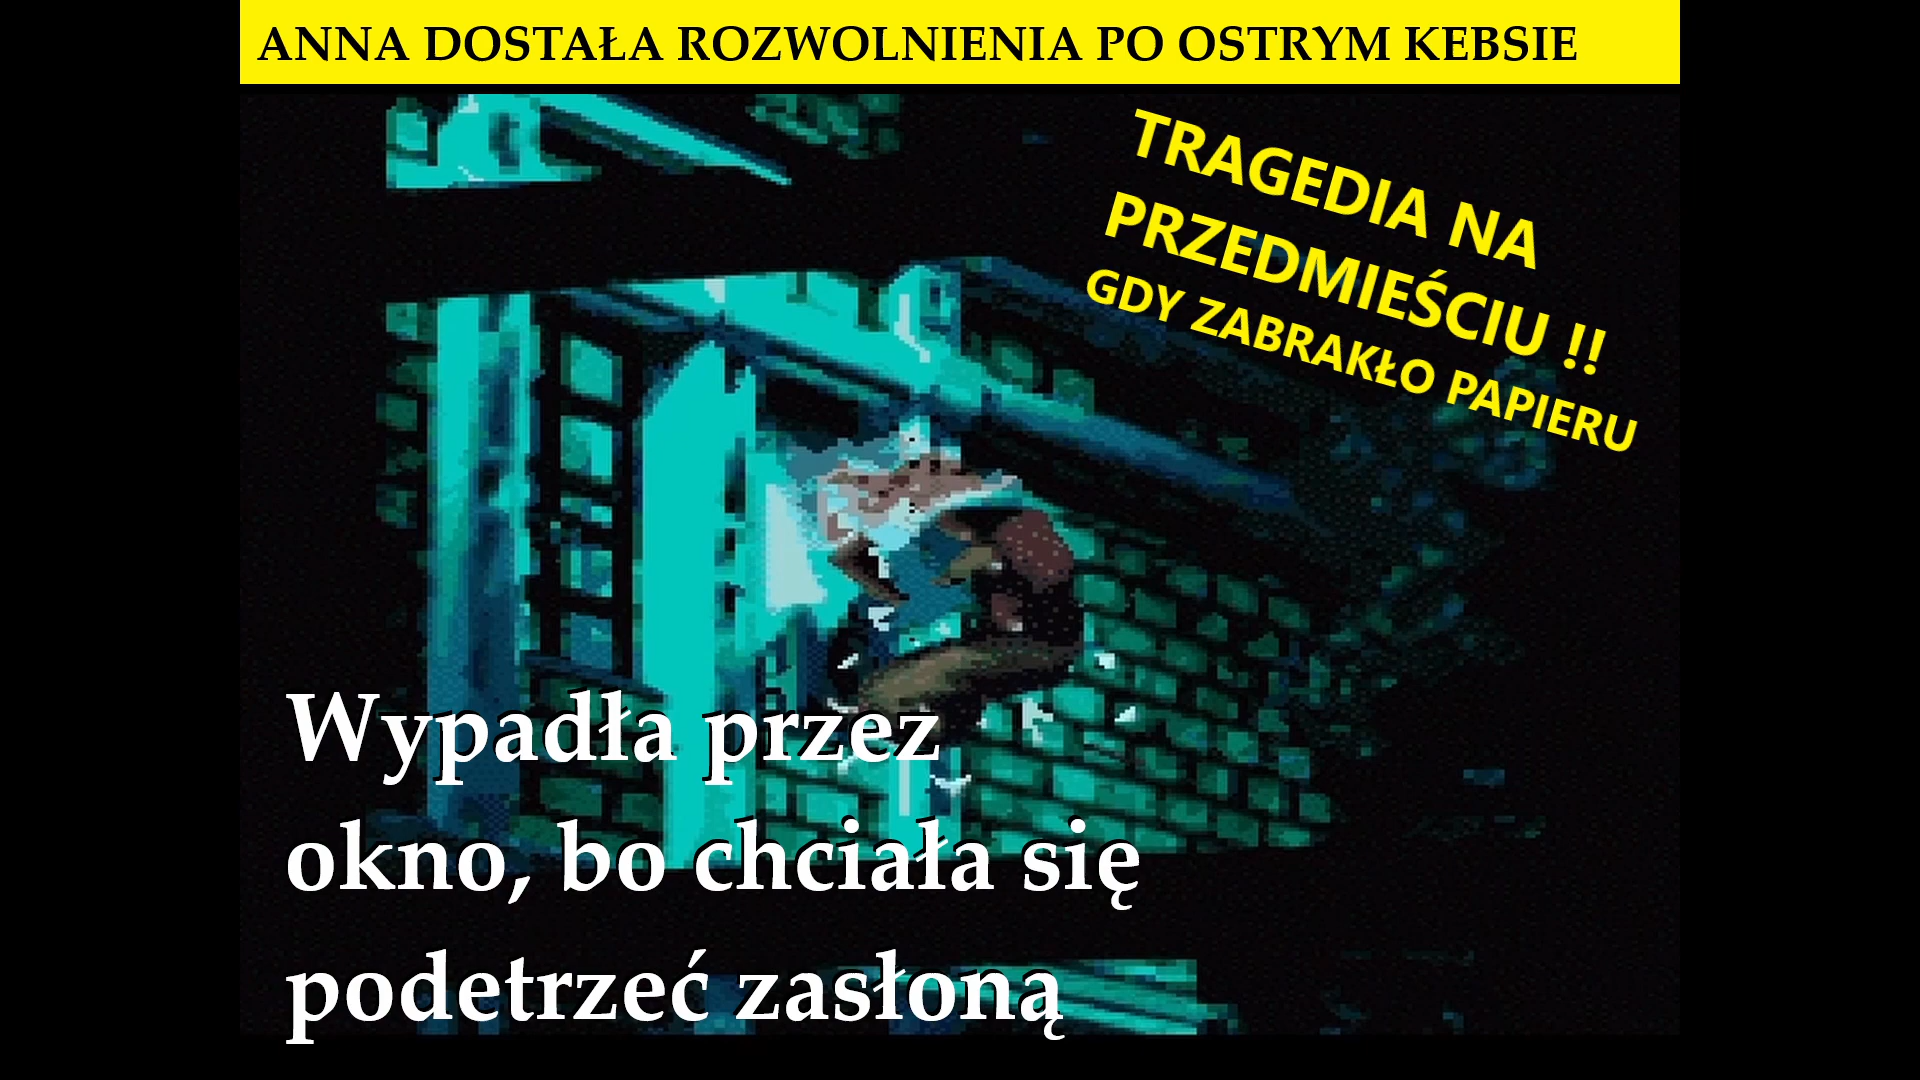 ANNA DOSTAŁA ROZWOLNIENIA PO OSTRYM KEBSIE
TRAGEDIA NA
PRZEDMIEŚCIU !!
GDY ZABRAKŁO PAPIERU
Wypadła przez
okno, bo chciała się
podetrzeć zasłoną